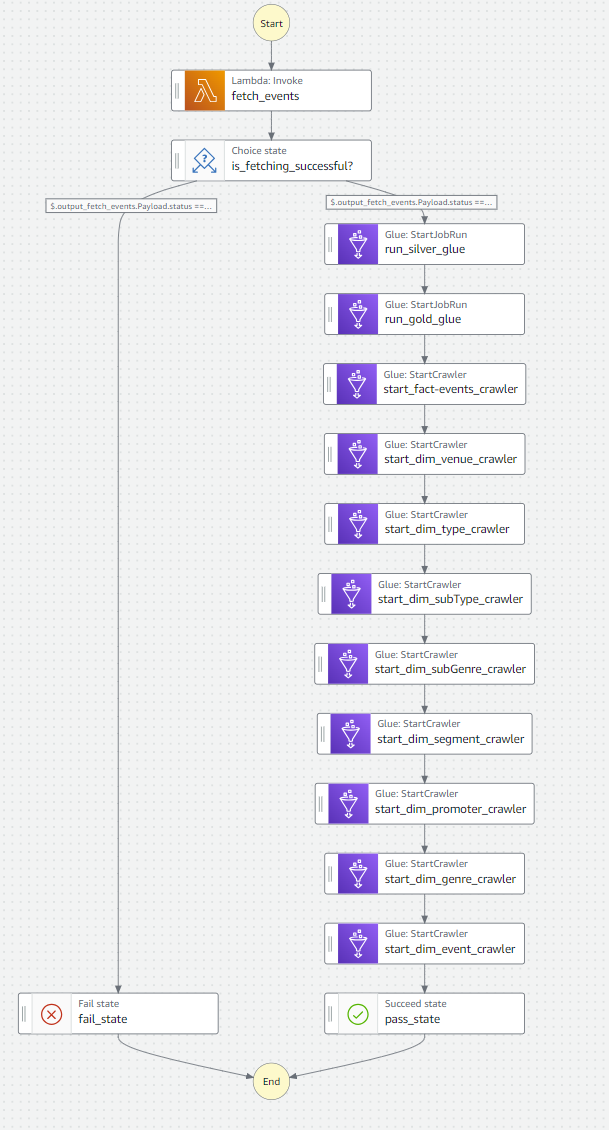 Start
Lambda: Invoke
fetch_events
Choice state
is_fetching_successful?
$.output_fetch_events.Payload.status ==...
$.output_fetch_events.Payload.status ==...
Glue: StartJobRun
run_silver_glue
Glue: StartJobRun
run_gold_glue
Glue: StartCrawler
start_fact-events_crawler
Glue: StartCrawler
start_dim_venue_crawler
Glue: StartCrawler
start_dim_type_crawler
Glue: StartCrawler
start_dim_subType_crawler
Glue: StartCrawler
start_dim_subGenre_crawler
Glue: StartCrawler
start_dim_segment_crawler
Glue: StartCrawler
start_dim_promoter_crawler
Glue: StartCrawler
start_dim_genre_crawler
Glue: StartCrawler
start_dim_event_crawler
Fail state
fail_state
Succeed state
pass_state
End